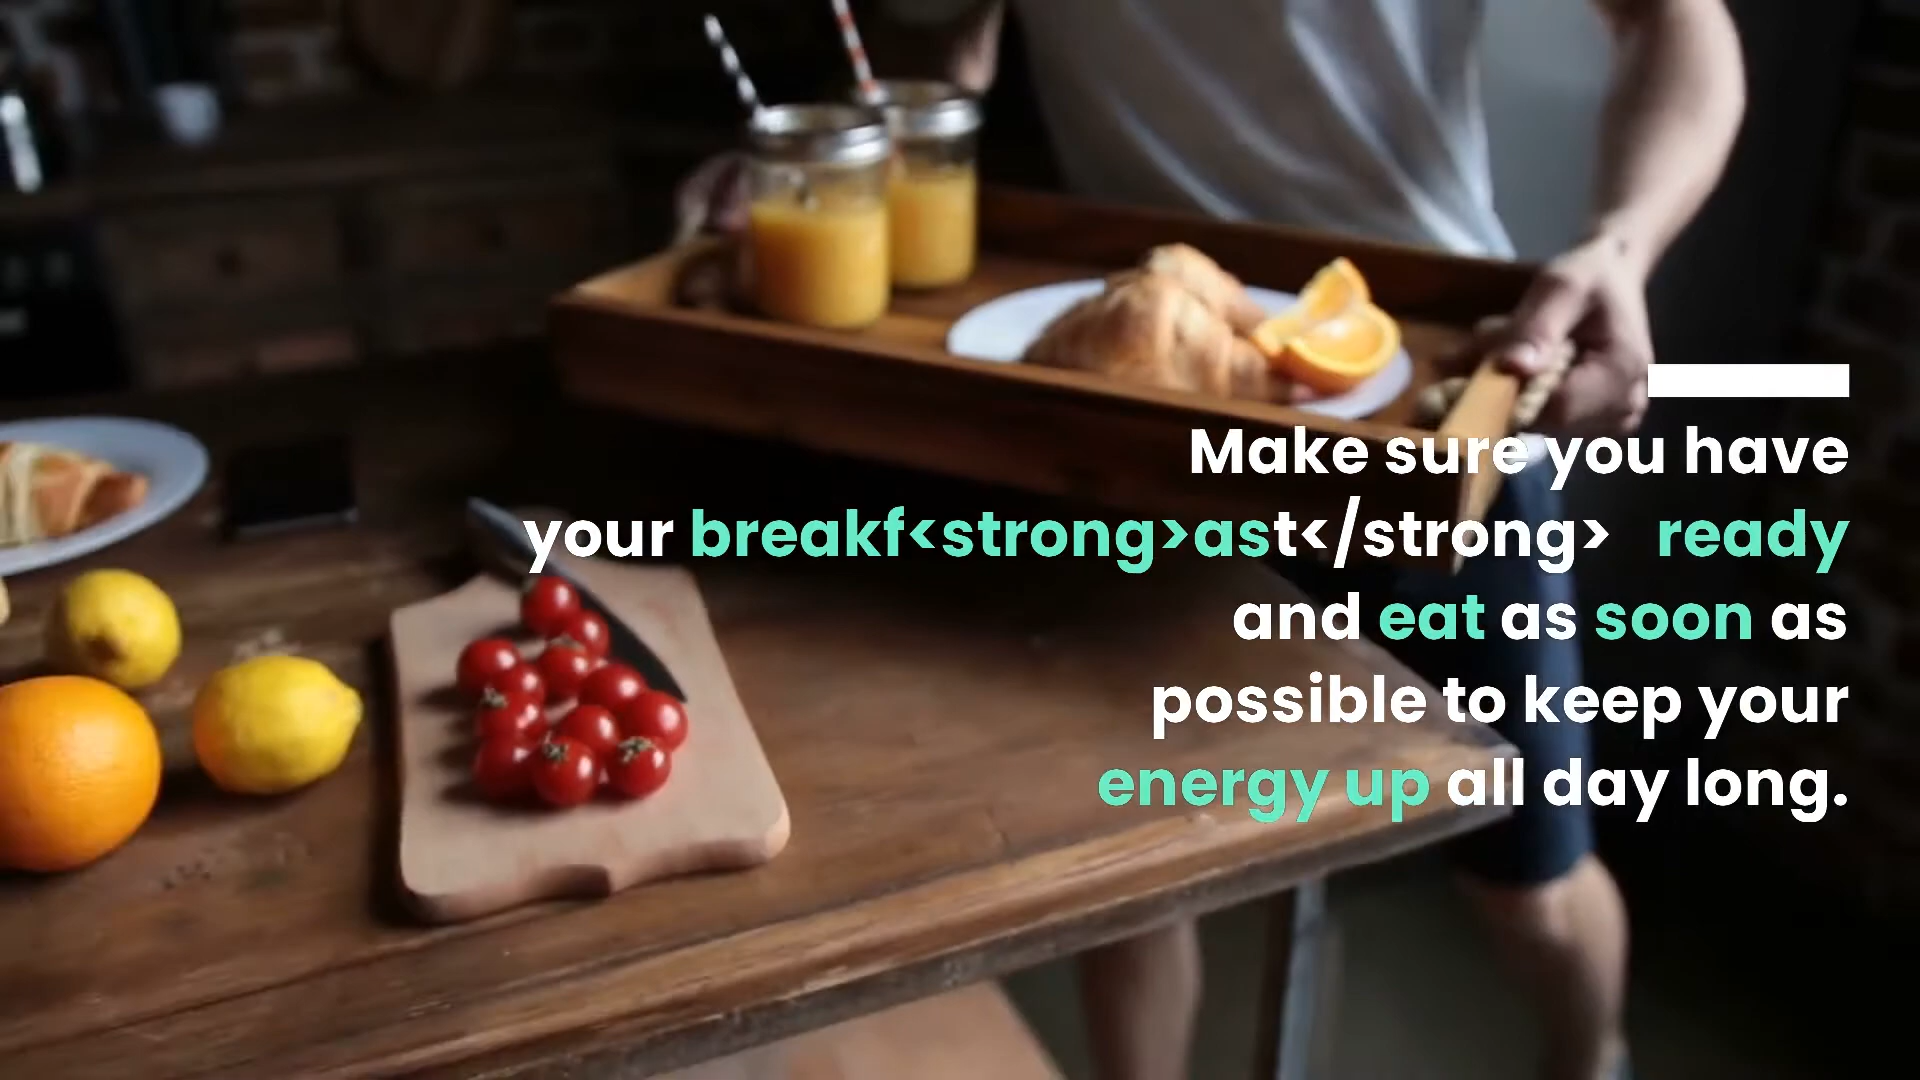 Make sure you have
your breakf<strong>ast</strong> ready
and eat as soon as
possible to keep your
energy up all day long.